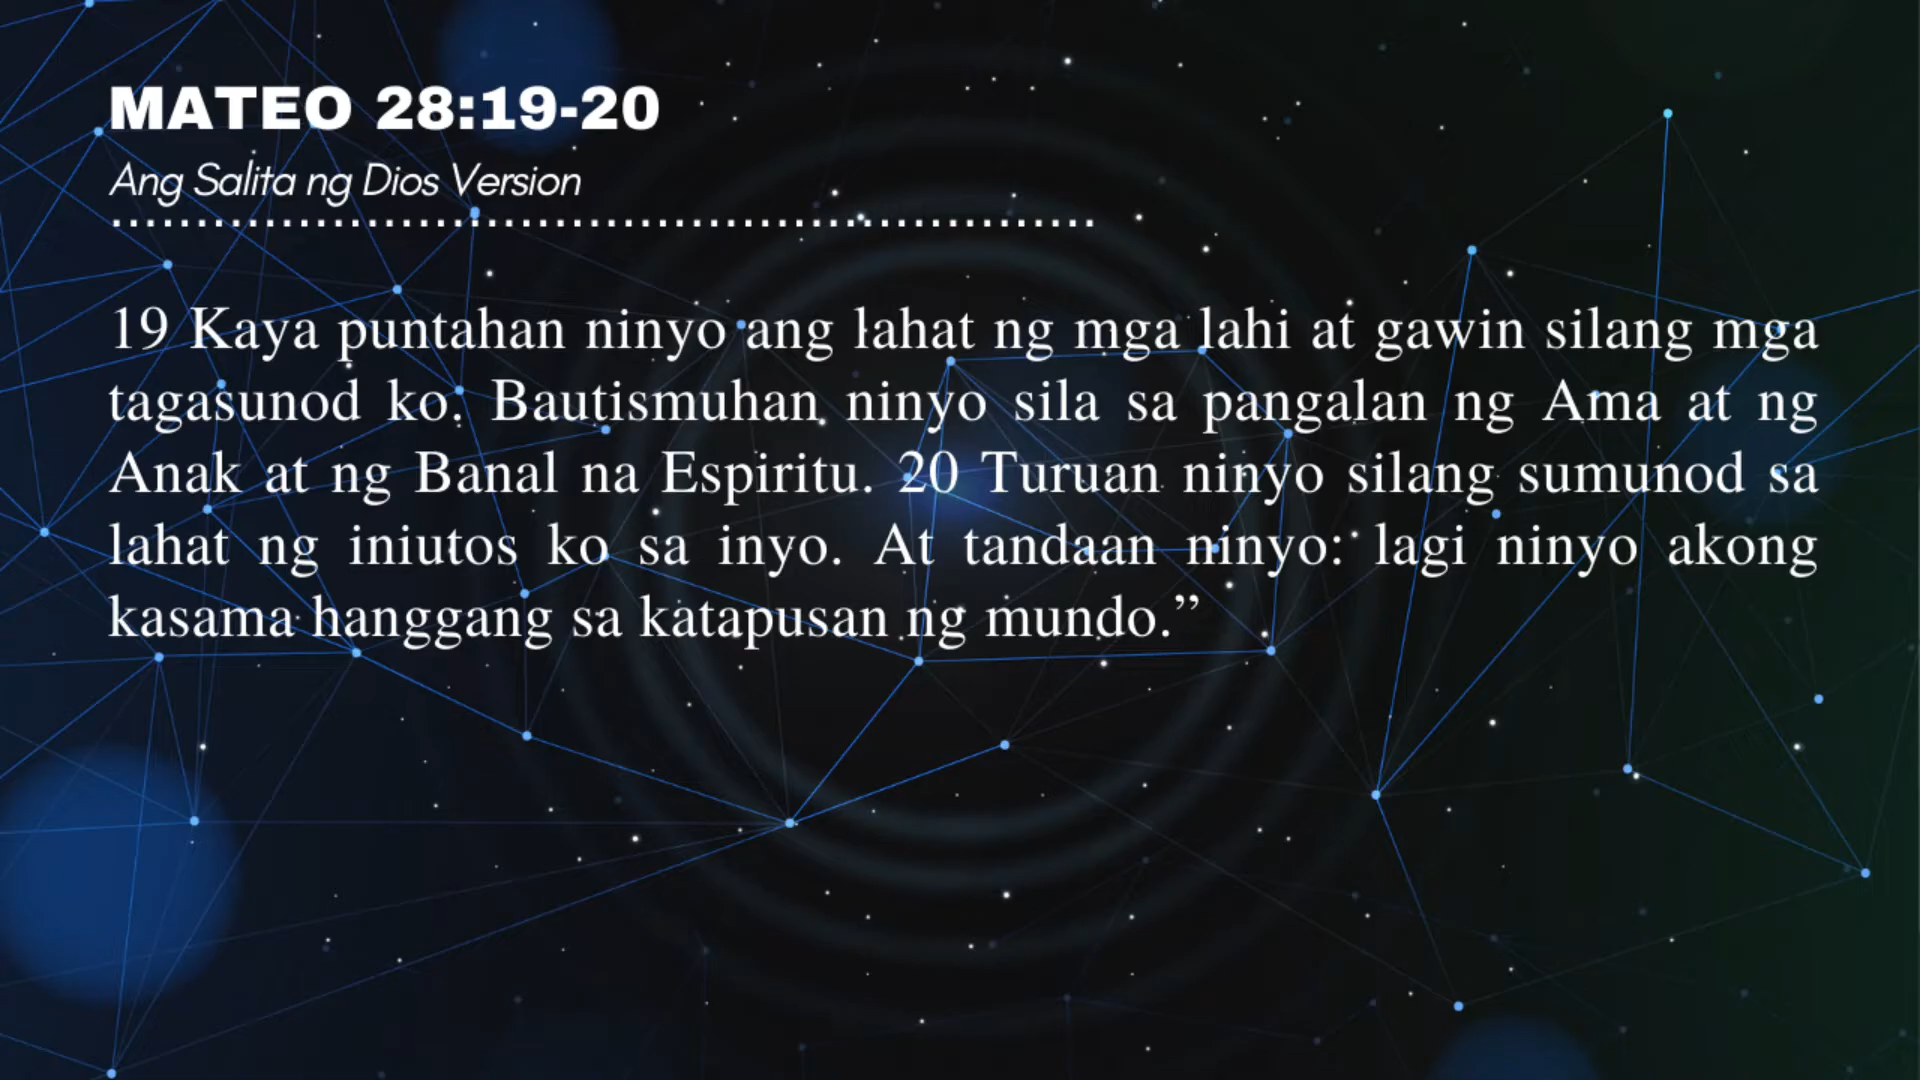 MATEO 28:19-20
Ang Salita ng Dios Version
19 Kaya puntahan ninyo ang lahat ng mga lahi at gawin silang mga
tagasunod ko. Bautismuhan ninyo sila sa pangalan ng Ama at ng
Anak at ng Banal na Espiritu. 20 Turuan ninyo silang sumunod sa
lahat ng iniutos ko sa inyo. At tandaan ninyo: lagi ninyo akong
kasama hanggang sa katapusan ng mundo.”